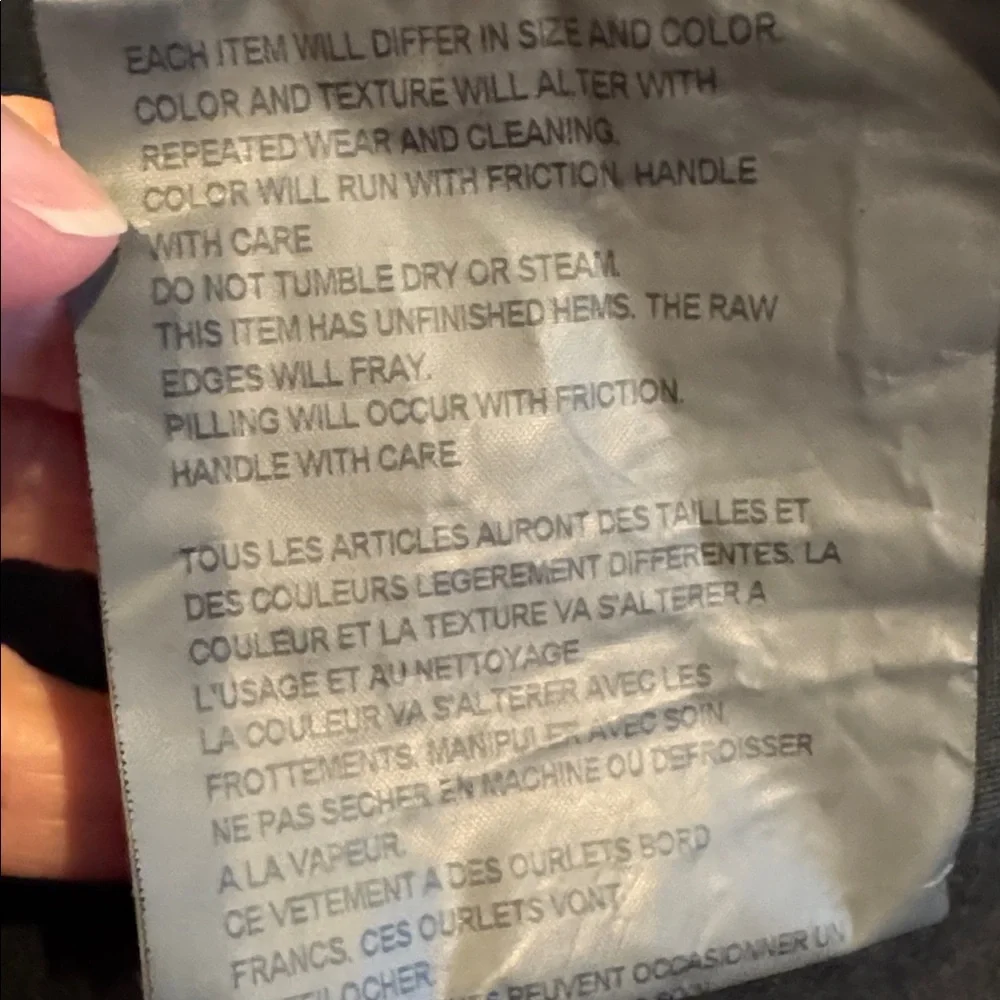 EACH ITEM WILL DIFFER IN SIZE AND COLOR.
COLOR AND TEXTURE WILL ALTER WITH
REPEATED WEAR AND CLEANING.
COLOR WILL RUN WITH FRICTION. HANDLE
WITH CARE
DO NOT TUMBLE DRY OR STEAM.
THIS ITEM HAS UNFINISHED HEMS. THE RAW
EDGES WILL FRAY.
PILLING WILL OCCUR WITH FRICTION.
HANDLE WITH CARE
TOUS LES ARTICLES AURONT DES TAILLES ET
DES COULEURS LEGEREMENT DIFFERENTES. LA
COULEUR ET LA TEXTURE VA S'ALTERER A
L'USAGE ET AU NETTOYAGE
LA COULEUR VA S'ALTERER AVEC LES
FROTTEMENTS. MANIPULER AVEC SOIN
NE PAS SECHER EN MACHINE OU DEFROISSER
A LA VAPEUR.
CE VETEMENT A DES OURLETS BORD
FRANCS. CES OURLETS VONT
PEUVENT OCCASIONNER UN